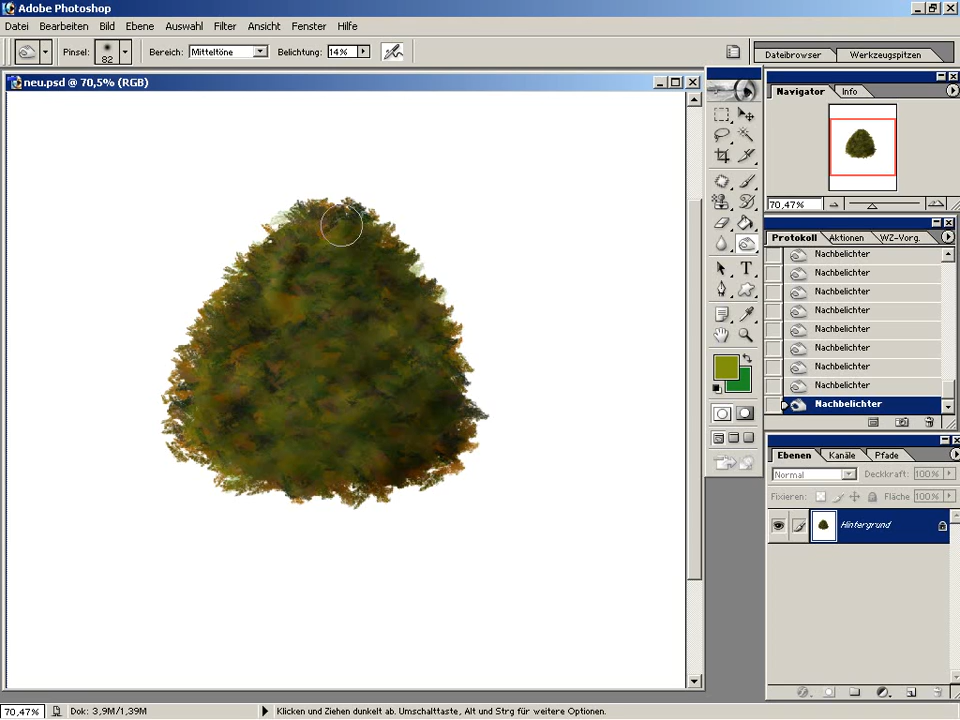 Adobe Photoshop
Datei Bearbeiten Bild Ebene Auswahl Filter Ansicht Fenster Hilfe
Pinsel: 82 Bereich: Mitteltöne Belichtung: 14% Dateibrowser Werkzeugspitzen
neu.psd @ 70,5% (RGB)
Navigator Info
70,47%
Protokoll Aktionen WZ-Vorg.
Nachbelichter
Nachbelichter
Nachbelichter
Nachbelichter
Nachbelichter
Nachbelichter
Nachbelichter
Nachbelichter
Nachbelichter
T
Ebenen Kanäle Pfade
Normal Deckkraft: 100%
Fixieren: Fläche 100%
Hintergrund
70,47% Dok: 3,9M/1,39M Klicken und Ziehen dunkelt ab. Umschalttaste, Alt und Strg für weitere Optionen.